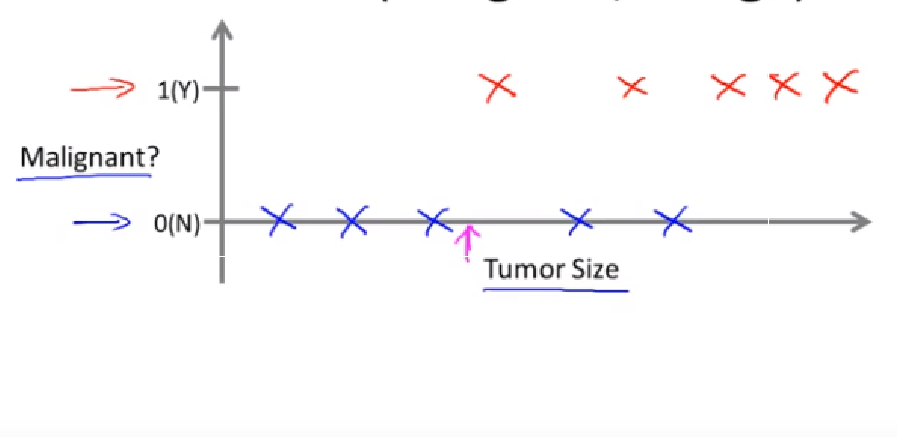 1(Y)
Malignant?
0(N)
Tumor Size